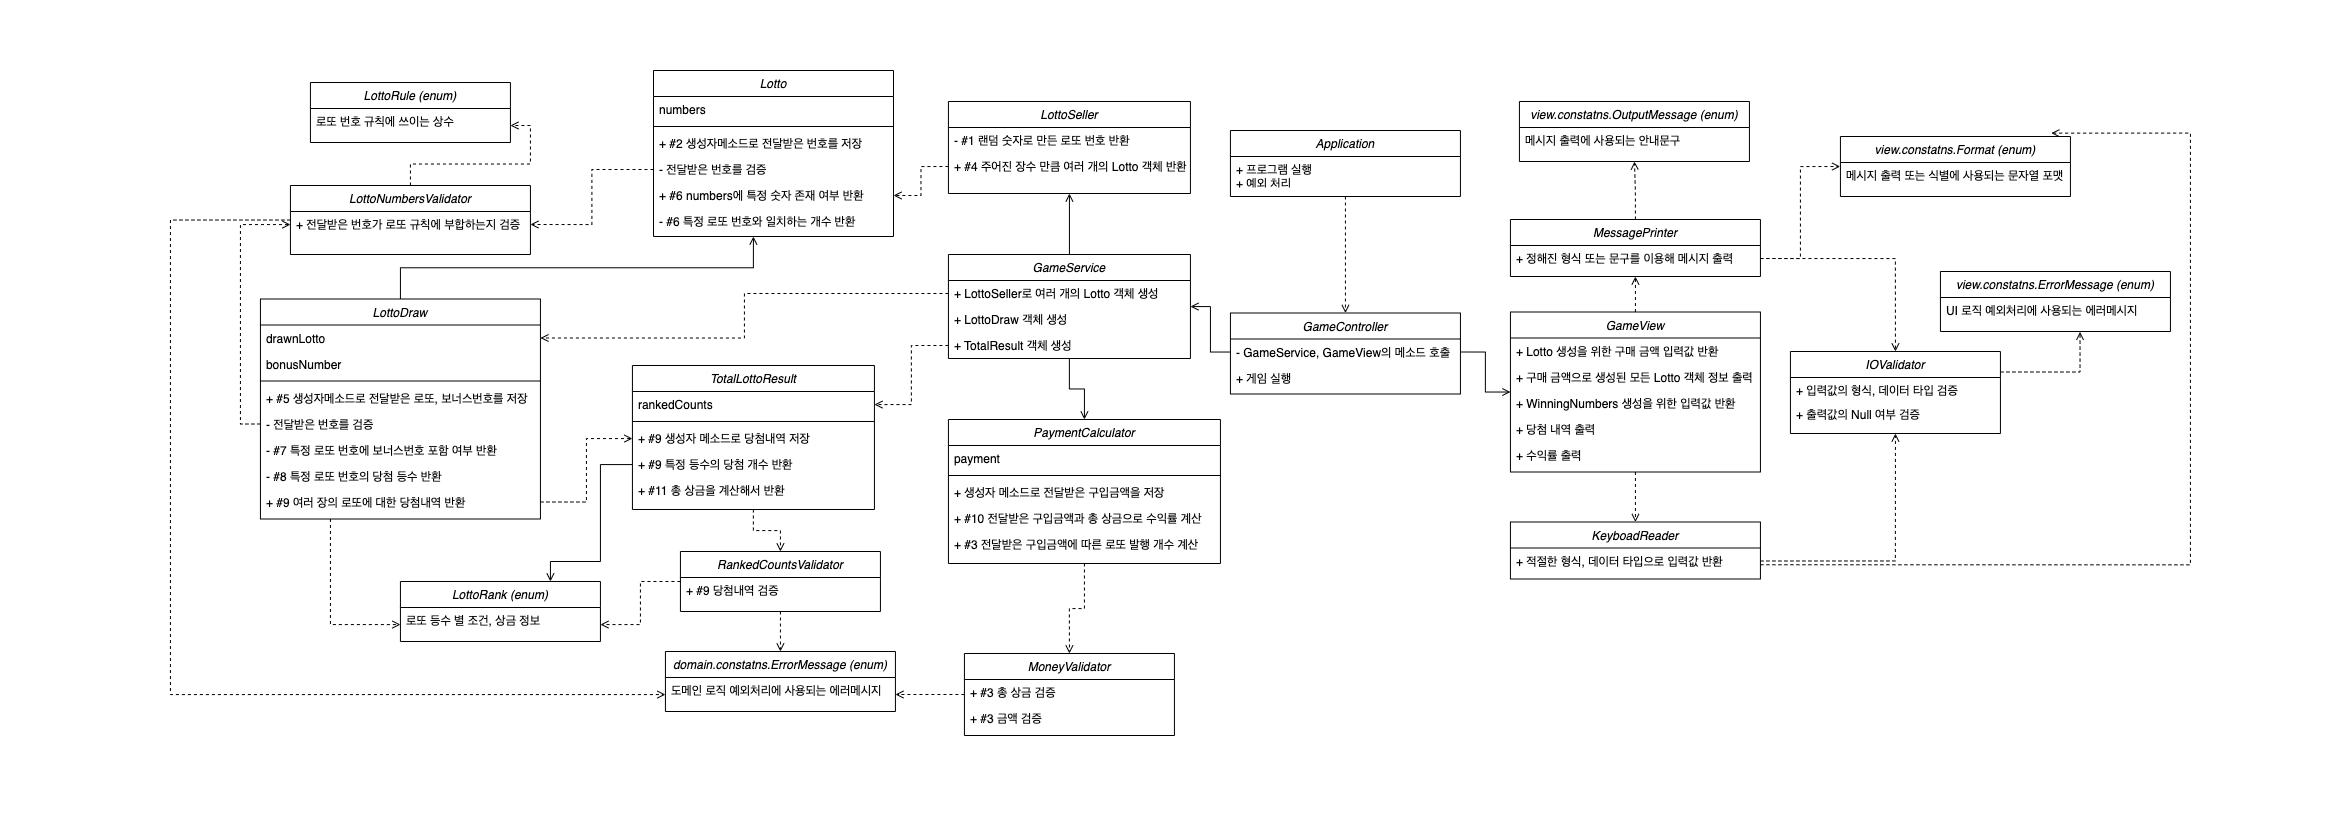 LottoRule (enum)
로또 번호 규칙에 쓰이는 상수
LottoNumbersValidator
+ 전달받은 번호가 로또 규칙에 부합하는지 검증
Lotto
numbers
+ #2 생성자메소드로 전달받은 번호를 저장
- 전달받은 번호를 검증
+ #6 numbers에 특정 숫자 존재 여부 반환
- #6 특정 로또 번호와 일치하는 개수 반환
LottoSeller
- #1 랜덤 숫자로 만든 로또 번호 반환
+ #4 주어진 장수 만큼 여러 개의 Lotto 객체 반환
Application
+ 프로그램 실행
+ 예외 처리
view.constatns.OutputMessage (enum)
메시지 출력에 사용되는 안내문구
view.constatns.Format (enum)
메시지 출력 또는 식별에 사용되는 문자열 포맷
MessagePrinter
+ 정해진 형식 또는 문구를 이용해 메시지 출력
view.constatns.ErrorMessage (enum)
UI 로직 예외처리에 사용되는 에러메시지
LottoDraw
drawnLotto
bonusNumber
+ #5 생성자메소드로 전달받은 로또, 보너스번호를 저장
- 전달받은 번호를 검증
- #7 특정 로또 번호에 보너스번호 포함 여부 반환
- #8 특정 로또 번호의 당첨 등수 반환
+ #9 여러 장의 로또에 대한 당첨내역 반환
GameService
+ LottoSeller로 여러 개의 Lotto 객체 생성
+ LottoDraw 객체 생성
+ TotalResult 객체 생성
GameController
- GameService, GameView의 메소드 호출
+ 게임 실행
GameView
+ Lotto 생성을 위한 구매 금액 입력값 반환
+ 구매 금액으로 생성된 모든 Lotto 객체 정보 출력
+ WinningNumbers 생성을 위한 입력값 반환
+ 당첨 내역 출력
+ 수익률 출력
IOValidator
+ 입력값의 형식, 데이터 타입 검증
+ 출력값의 Null 여부 검증
TotalLottoResult
rankedCounts
+ #9 생성자 메소드로 당첨내역 저장
+ #9 특정 등수의 당첨 개수 반환
+ #11 총 상금을 계산해서 반환
PaymentCalculator
payment
+ 생성자 메소드로 전달받은 구입금액을 저장
+ #10 전달받은 구입금액과 총 상금으로 수익률 계산
+ #3 전달받은 구입금액에 따른 로또 발행 개수 계산
KeyboadReader
+ 적절한 형식, 데이터 타입으로 입력값 반환
RankedCountsValidator
+ #9 당첨내역 검증
LottoRank (enum)
로또 등수 별 조건, 상금 정보
domain.constatns.ErrorMessage (enum)
도메인 로직 예외처리에 사용되는 에러메시지
MoneyValidator
+ #3 총 상금 검증
+ #3 금액 검증